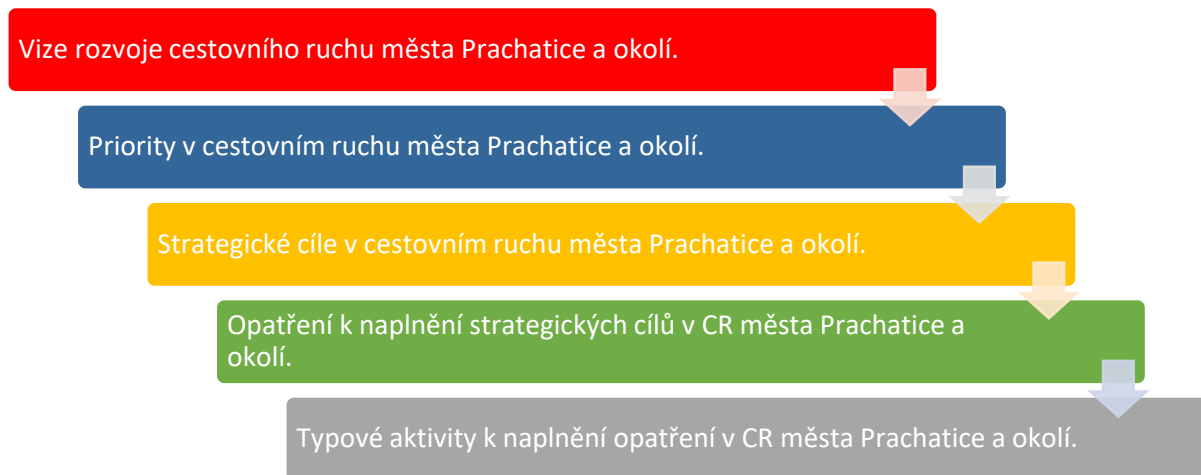 Vize rozvoje cestovního ruchu města Prachatice a okolí.
Priority v cestovním ruchu města Prachatice a okolí.
Strategické cíle v cestovním ruchu města Prachatice a okolí.
Opatření k naplnění strategických cílů v CR města Prachatice a
okolí.
Typové aktivity k naplnění opatření v CR města Prachatice a okolí.